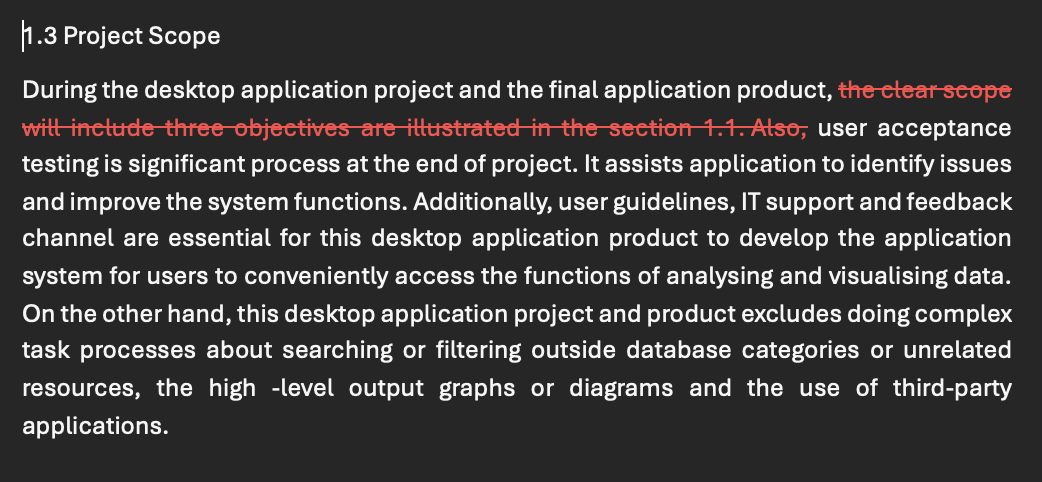 1.3 Project Scope
During the desktop application project and the final application product, the clear scope
will include three objectives are illustrated in the section 1.1. Also, user acceptance
testing is significant process at the end of project. It assists application to identify issues
and improve the system functions. Additionally, user guidelines, IT support and feedback
channel are essential for this desktop application product to develop the application
system for users to conveniently access the functions of analysing and visualising data.
On the other hand, this desktop application project and product excludes doing complex
task processes about searching or filtering outside database categories or unrelated
resources, the high -level output graphs or diagrams and the use of third-party
applications.